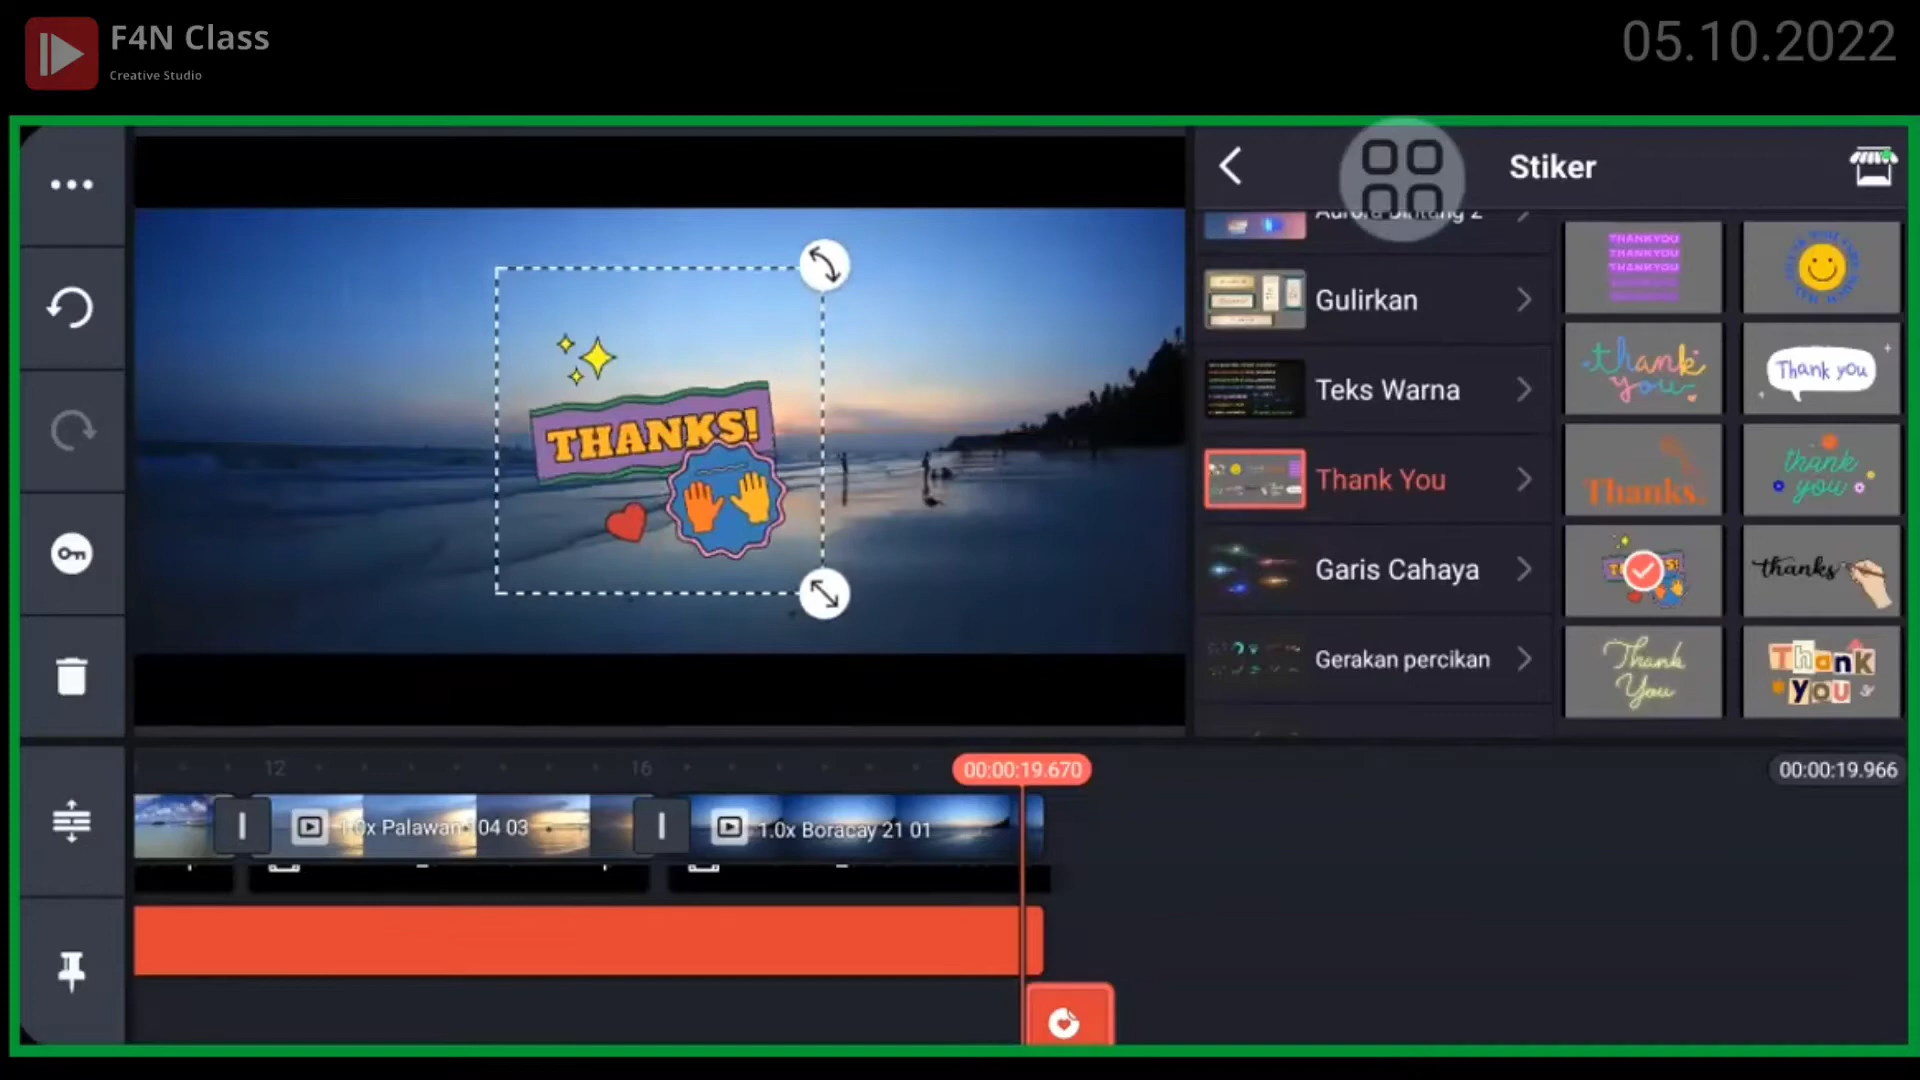 F4N Class
Creative Studio
05.10.2022
Stiker
Aurora Bintang 2
Gulirkan
Teks Warna
Thank You
Garis Cahaya
Gerakan percikan
THANKS!
THANKYOU
THANKYOU
THANKYOU
thank
you
Thank you
Thanks.
thank
you
thanks
Thank
You
Thank
you
12
16
00:00:19.670
00:00:19.966
1.0x Palawan 104 03
1.0x Boracay 21 01